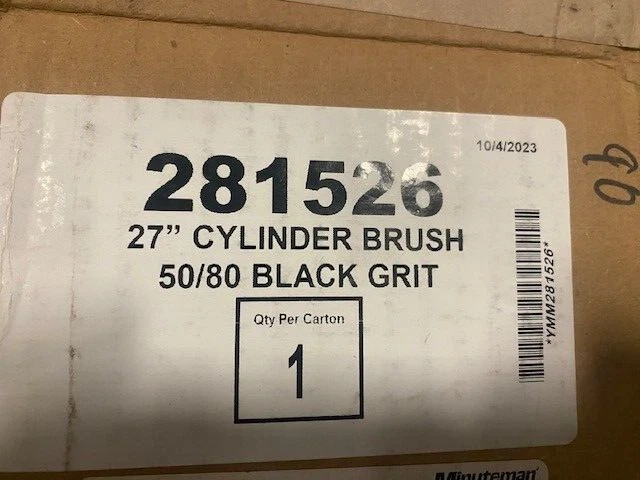 10/4/2023
281526
27” CYLINDER BRUSH
50/80 BLACK GRIT
Qty Per Carton
1
*YMM281526*
Minuteman